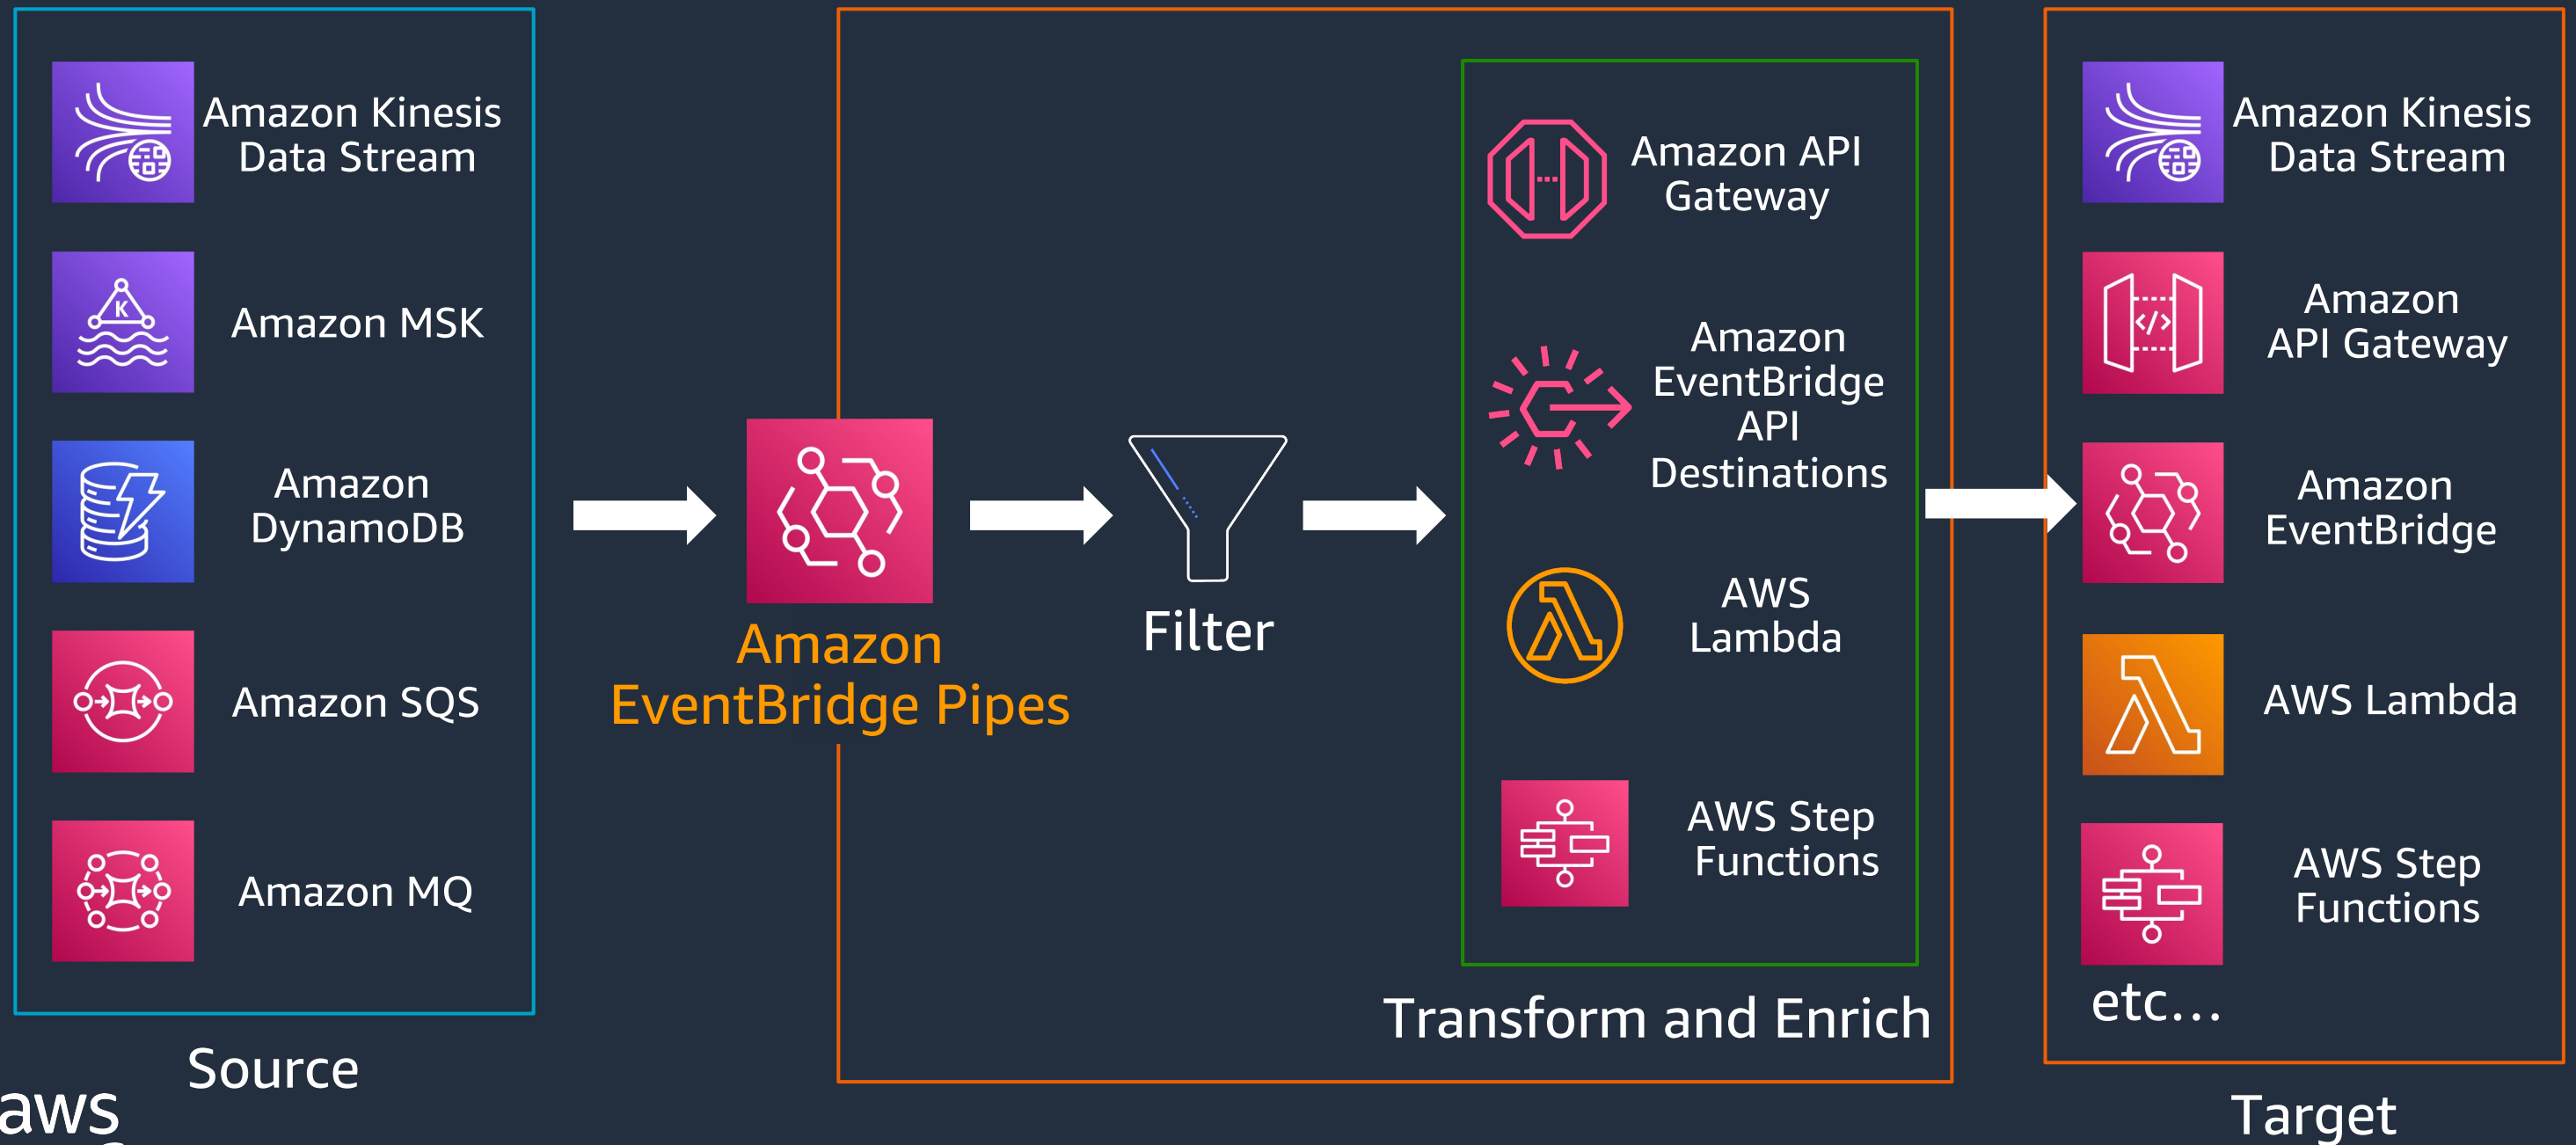 Amazon Kinesis
Data Stream
Amazon MSK
K
Amazon
DynamoDB
Amazon SQS
Amazon MQ
Source
aws
Amazon
EventBridge Pipes
Filter
Amazon API
Gateway
Amazon
EventBridge
API
Destinations
AWS
Lambda
AWS Step
Functions
Transform and Enrich
Amazon Kinesis
Data Stream
</>
Amazon
API Gateway
Amazon
EventBridge
AWS Lambda
AWS Step
Functions
etc...
Target